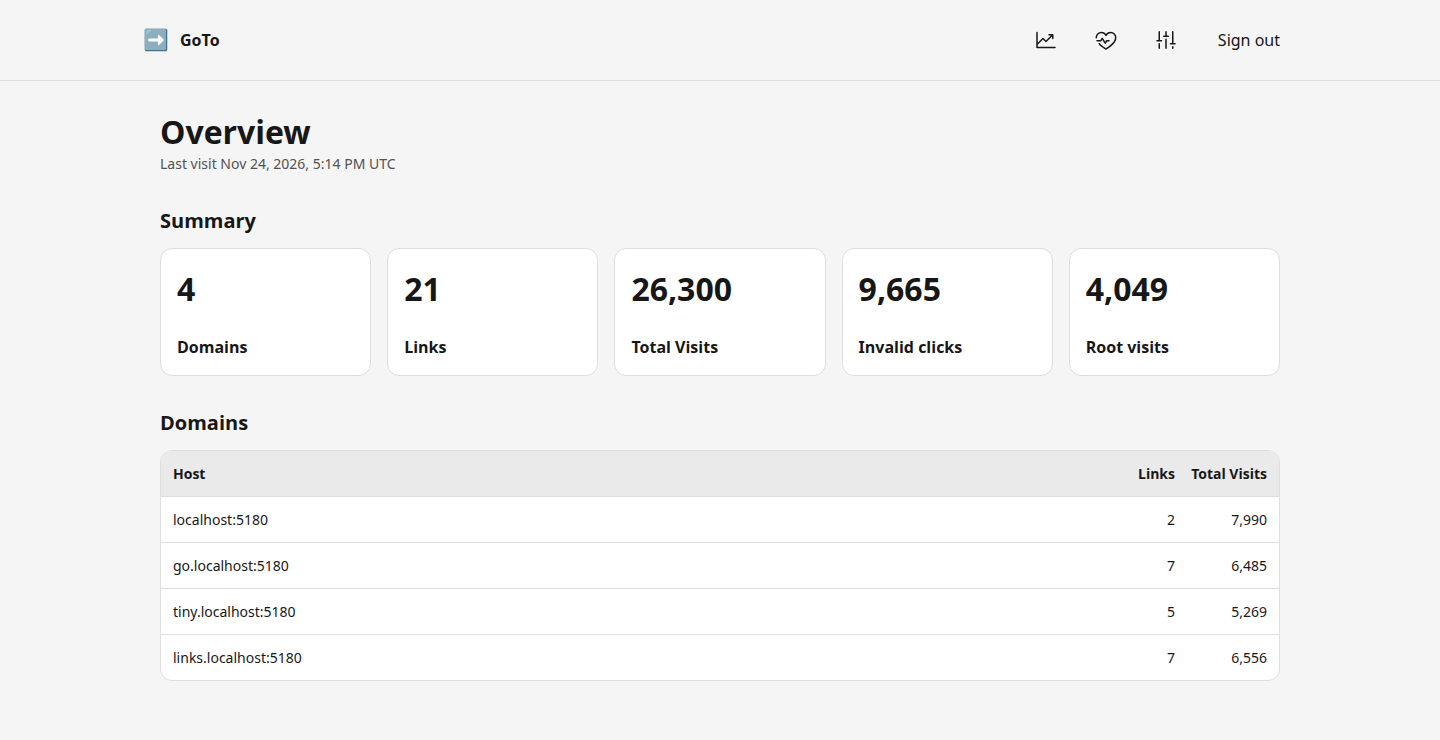 GoTo
Sign out
Overview
Last visit Nov 24, 2026, 5:14 PM UTC
Summary
4
Domains
21
Links
26,300
Total Visits
9,665
Invalid clicks
4,049
Root visits
Domains
Host Links Total Visits
localhost:5180 2 7,990
go.localhost:5180 7 6,485
tiny.localhost:5180 5 5,269
links.localhost:5180 7 6,556